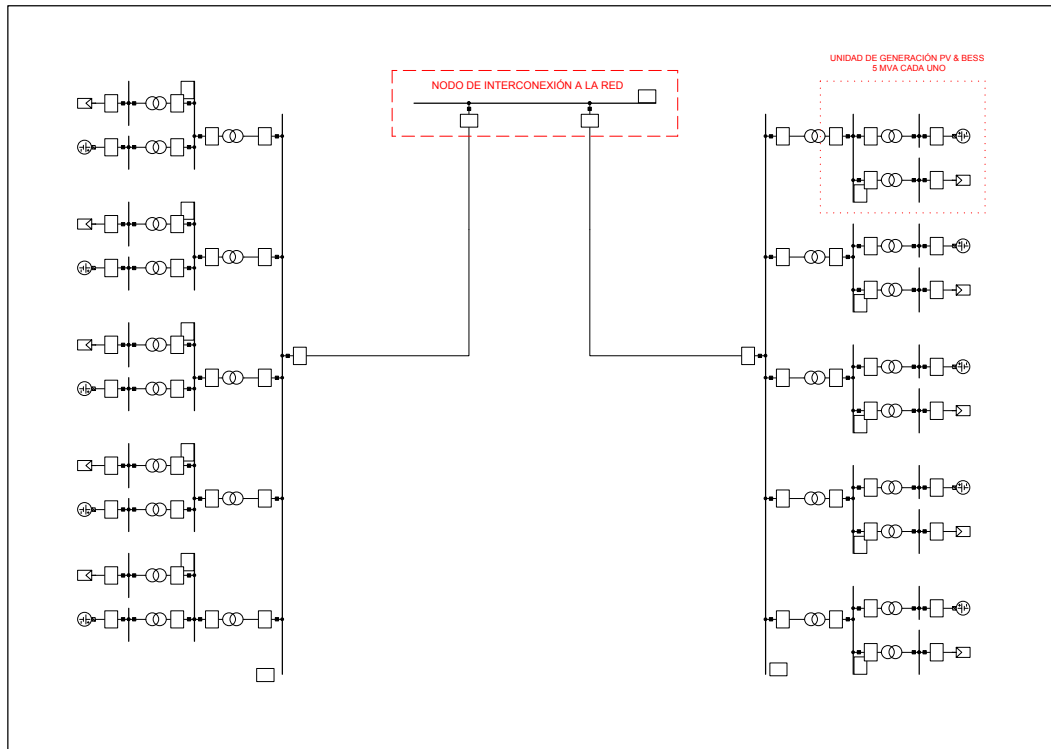 NODO DE INTERCONEXIÓN A LA RED
UNIDAD DE GENERACIÓN PV & BESS
5 MVA CADA UNO